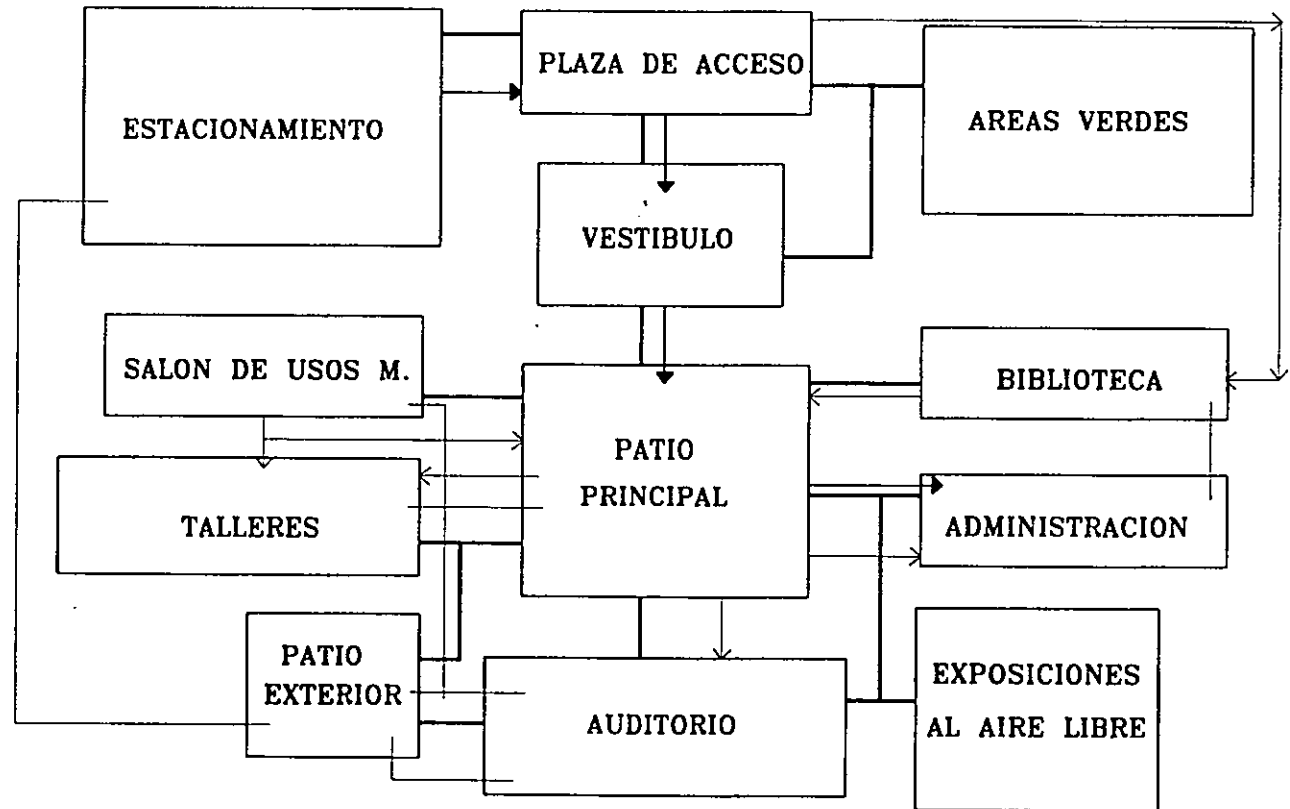 PLAZA DE ACCESO
ESTACIONAMIENTO
AREAS VERDES
VESTIBULO
SALON DE USOS M.
BIBLIOTECA
PATIO
PRINCIPAL
TALLERES
ADMINISTRACION
PATIO
EXTERIOR
AUDITORIO
EXPOSICIONES
AL AIRE LIBRE